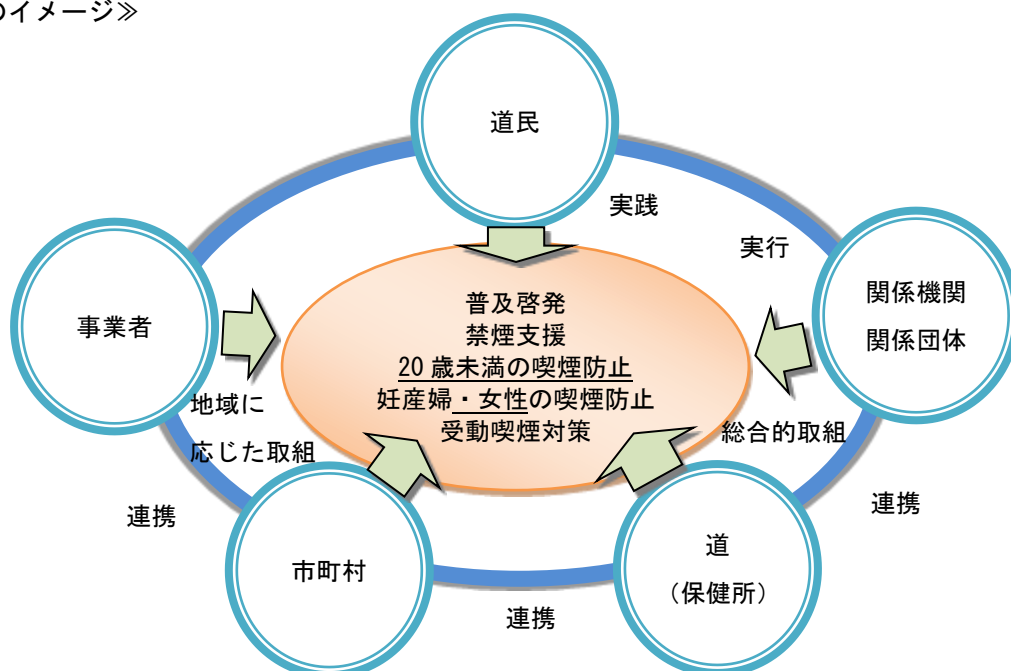 のイメージ≫
道民
実践
実行
関係機関
関係団体
事業者
普及啓発
禁煙支援
20 歳未満の喫煙防止
妊産婦・女性の喫煙防止
受動喫煙対策
地域に
応じた取組
総合的取組
連携
連携
市町村
道
（保健所）
連携